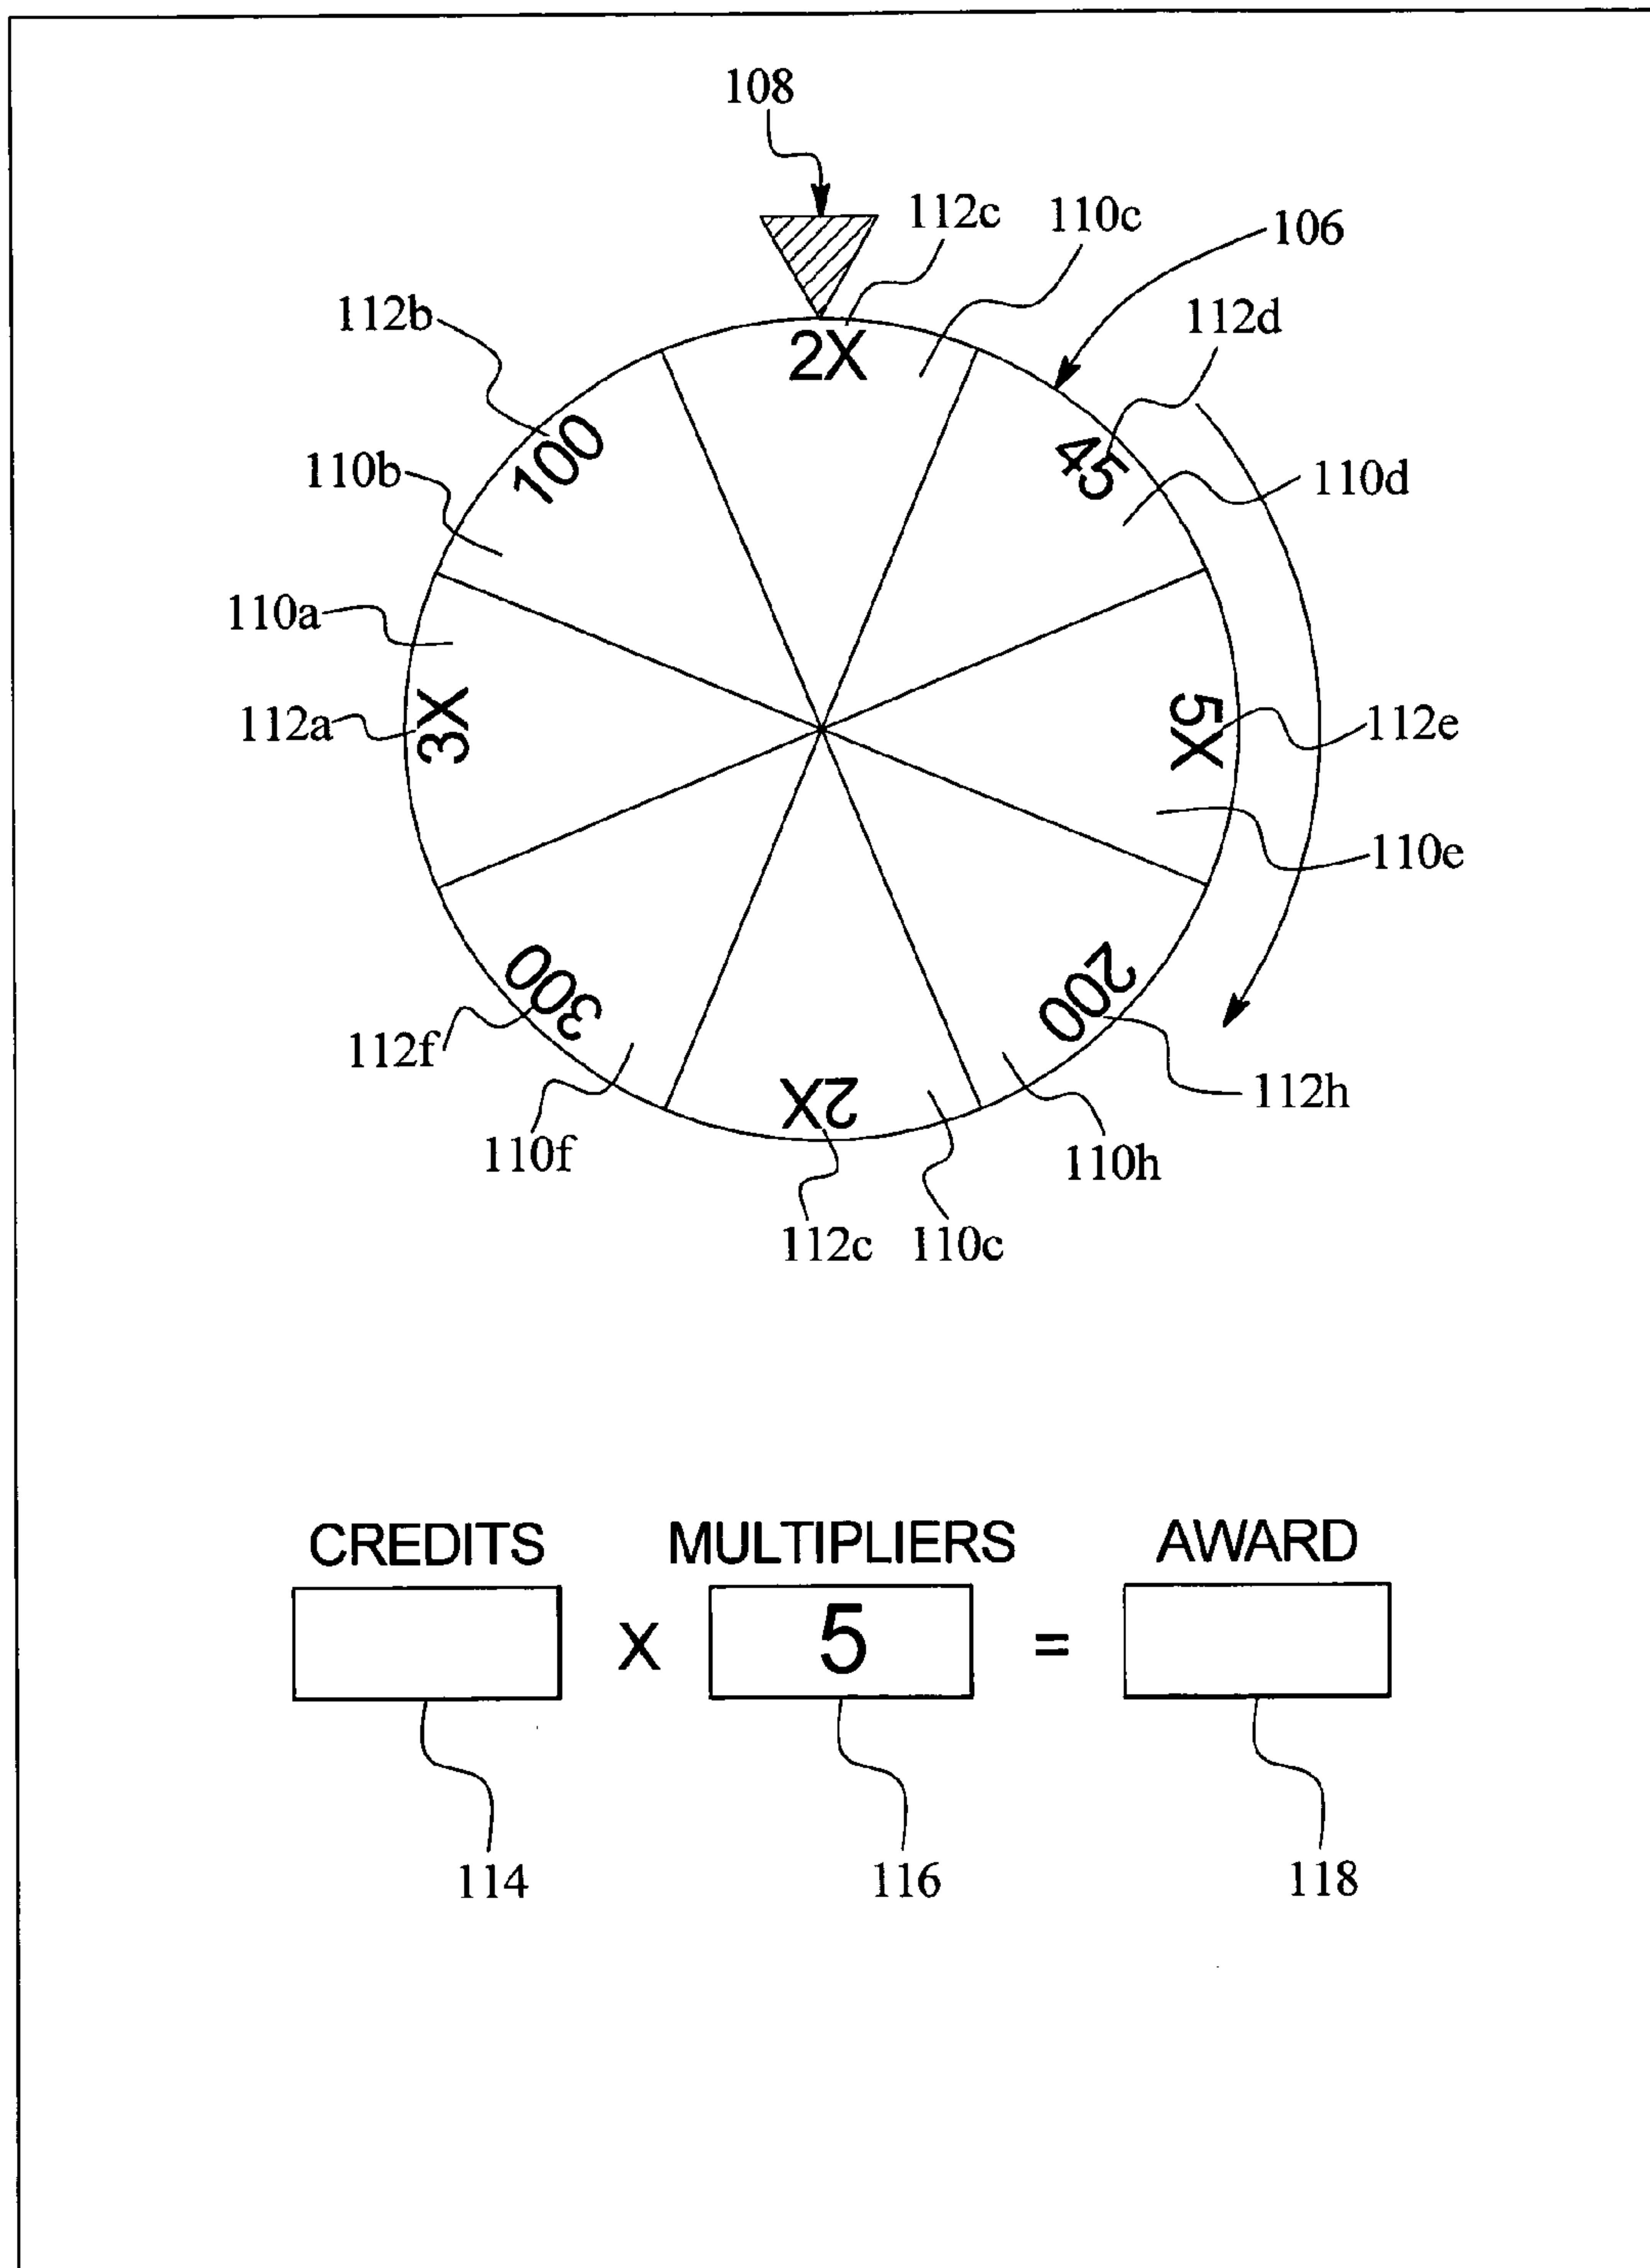 108
112c
110c
106
112b
112d
2X
100
45
110b
110d
110a
3X
112a
5X
112e
110e
300
200
112f
112h
2X
110f
110h
112c
110c
CREDITS MULTIPLIERS AWARD
X 5 =
114 116 118